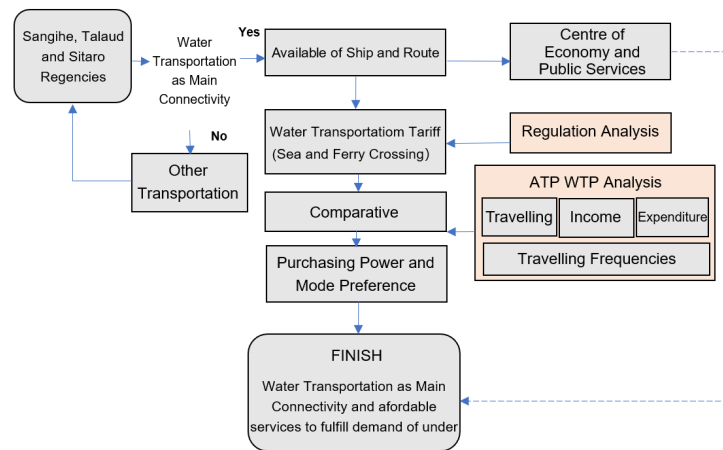 Sangihe, Talaud
and Sitaro
Regencies
Water
Transportation
as Main
Connectivity
Yes
No
Other
Transportation
Available of Ship and Route
Centre of
Economy and
Public Services
Water Transportatiom Tariff
(Sea and Ferry Crossing)
Regulation Analysis
Comparative
ATP WTP Analysis
Travelling
Income
Expenditure
Travelling Frequencies
Purchasing Power and
Mode Preference
FINISH
Water Transportation as Main
Connectivity and afordable
services to fulfill demand of under